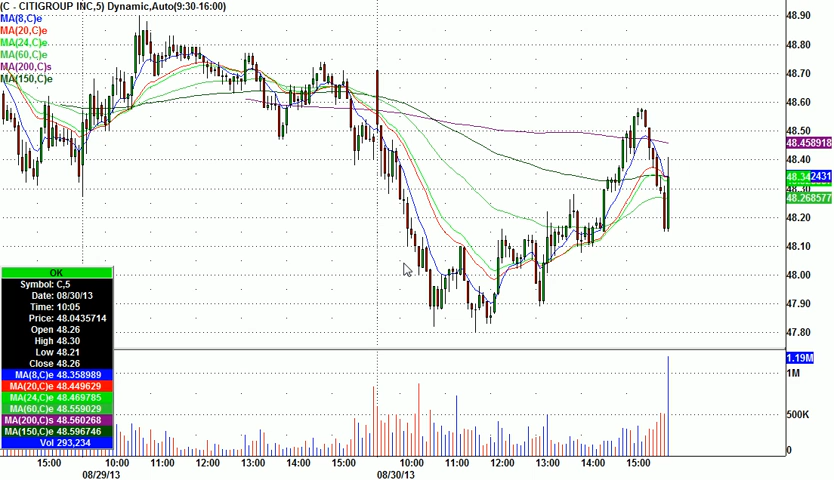 (C - CITIGROUP INC,5) Dynamic,Auto(9:30-16:00)
MA(8,C)e
MA(20,C)e
MA(24,C)e
MA(60,C)e
MA(200,C)s
MA(150,C)e
48.90
48.80
48.70
48.60
48.50
48.458918
48.40
2431
48.268577
48.20
48.10
48.00
47.90
47.80
OK
Symbol: C,5
Date: 08/30/13
Time: 10:05
Price: 48.0435714
Open 48.26
High 48.30
Low 48.21
Close 48.26
MA(8,C)e 48.358989
MA(20,C)e 48.449629
MA(24,C)e 48.469785
MA(60,C)e 48.559029
MA(200,C)s 48.560268
MA(150,C)e 48.596746
Vol 293,234
1.19M
1M
500K
0
15:00 10:00 11:00 12:00 13:00 14:00 15:00 10:00 11:00 12:00 13:00 14:00 15:00
08/29/13 08/30/13